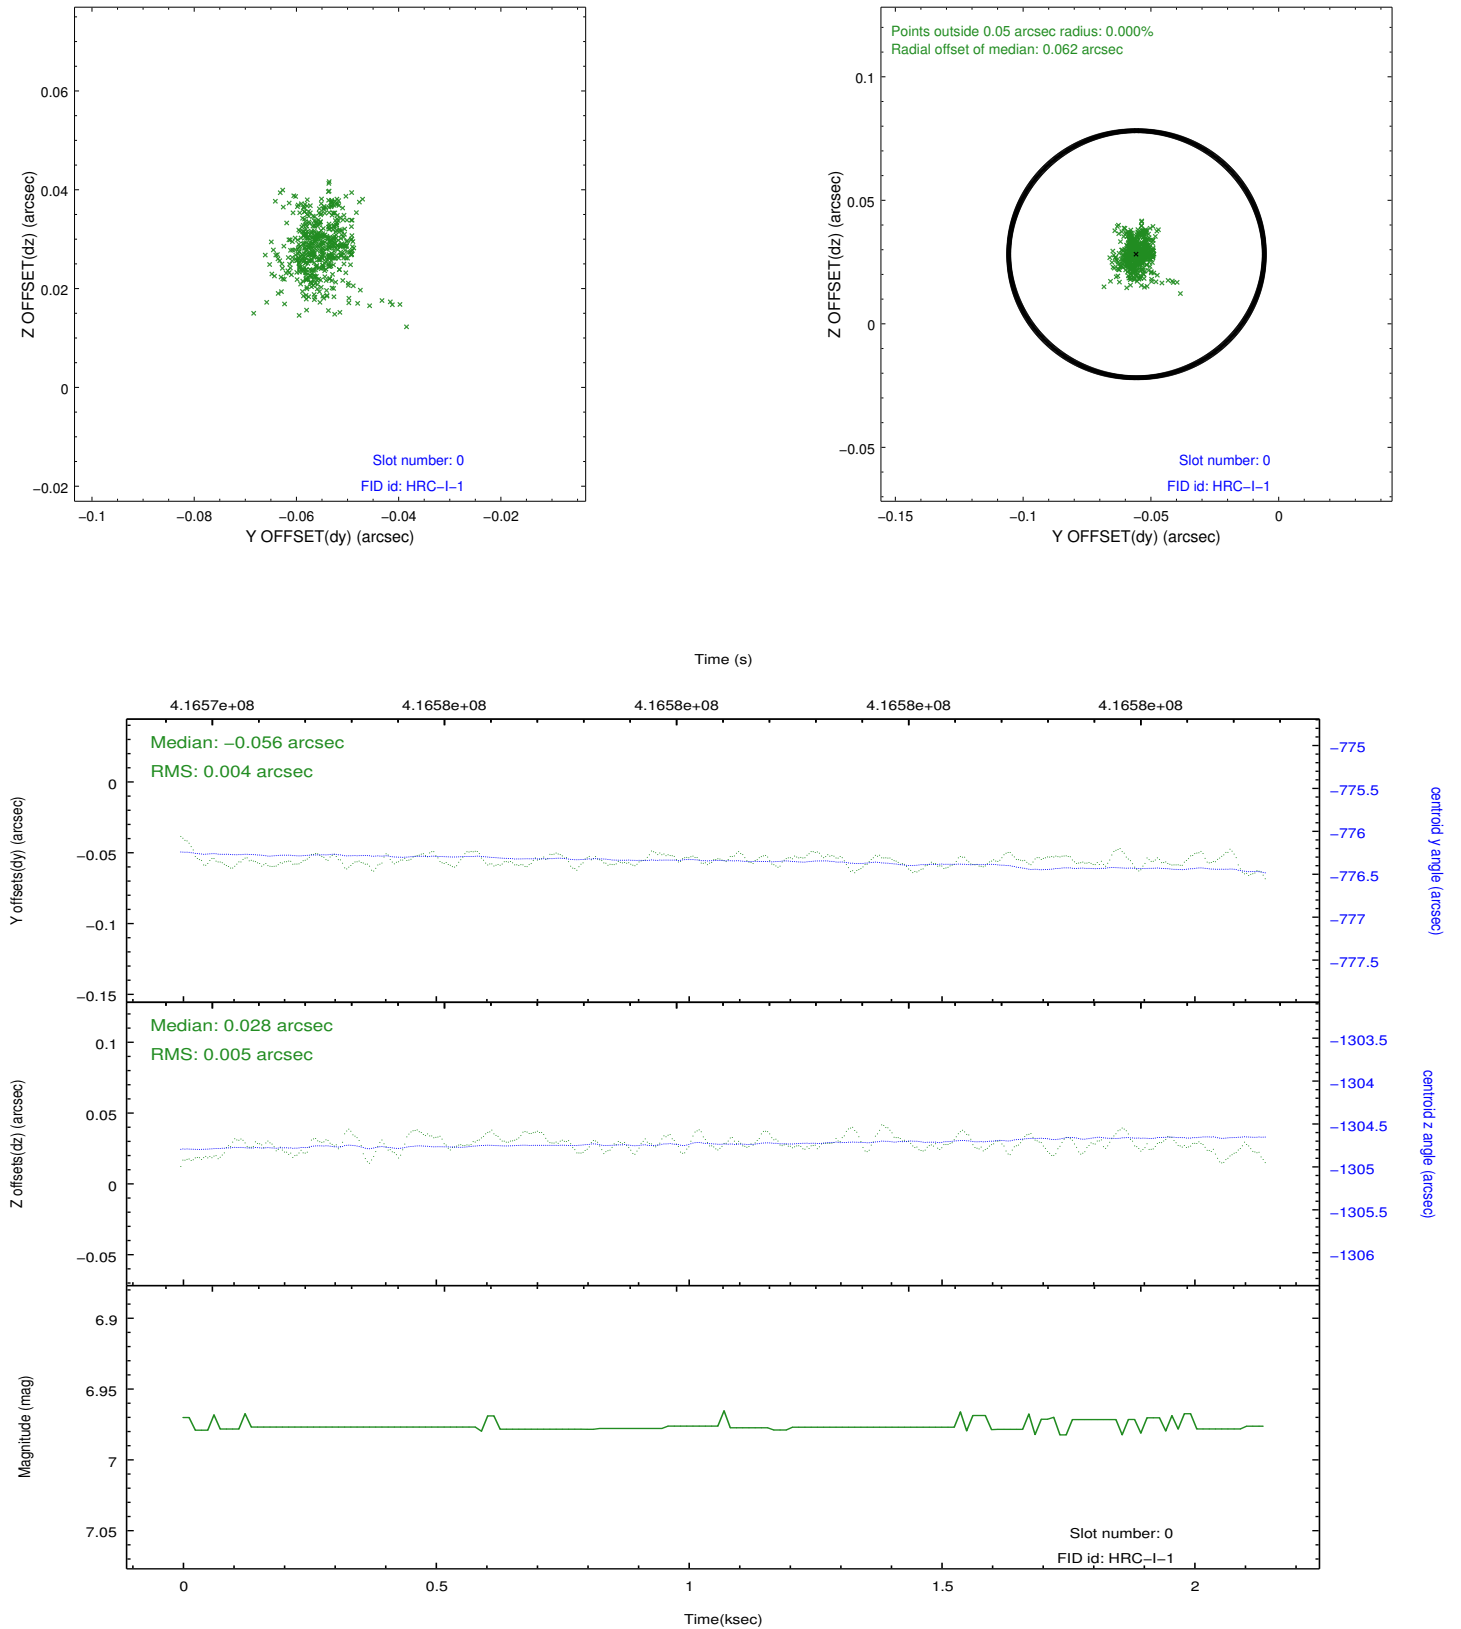 0.06
0.04
0.02
0
−0.02
−0.1
−0.08
−0.06
−0.04
−0.02
Z OFFSET(dz) (arcsec)
Y OFFSET(dy) (arcsec)
Slot number: 0
FID id: HRC−I−1
Points outside 0.05 arcsec radius: 0.000%
Radial offset of median: 0.062 arcsec
0.1
0.05
0
−0.05
−0.15
−0.1
−0.05
0
Z OFFSET(dz) (arcsec)
Y OFFSET(dy) (arcsec)
Slot number: 0
FID id: HRC−I−1
Time (s)
4.1657e+08
4.1658e+08
4.1658e+08
4.1658e+08
4.1658e+08
Median: −0.056 arcsec
RMS: 0.004 arcsec
0
−0.05
−0.1
−0.15
Y offsets(dy) (arcsec)
−775
−775.5
−776
−776.5
−777
−777.5
centroid y angle (arcsec)
Median: 0.028 arcsec
RMS: 0.005 arcsec
0.1
0.05
0
−0.05
Z offsets(dz) (arcsec)
−1303.5
−1304
−1304.5
−1305
−1305.5
−1306
centroid z angle (arcsec)
6.9
6.95
7
7.05
Magnitude (mag)
Slot number: 0
FID id: HRC−I−1
0
0.5
1
1.5
2
Time(ksec)